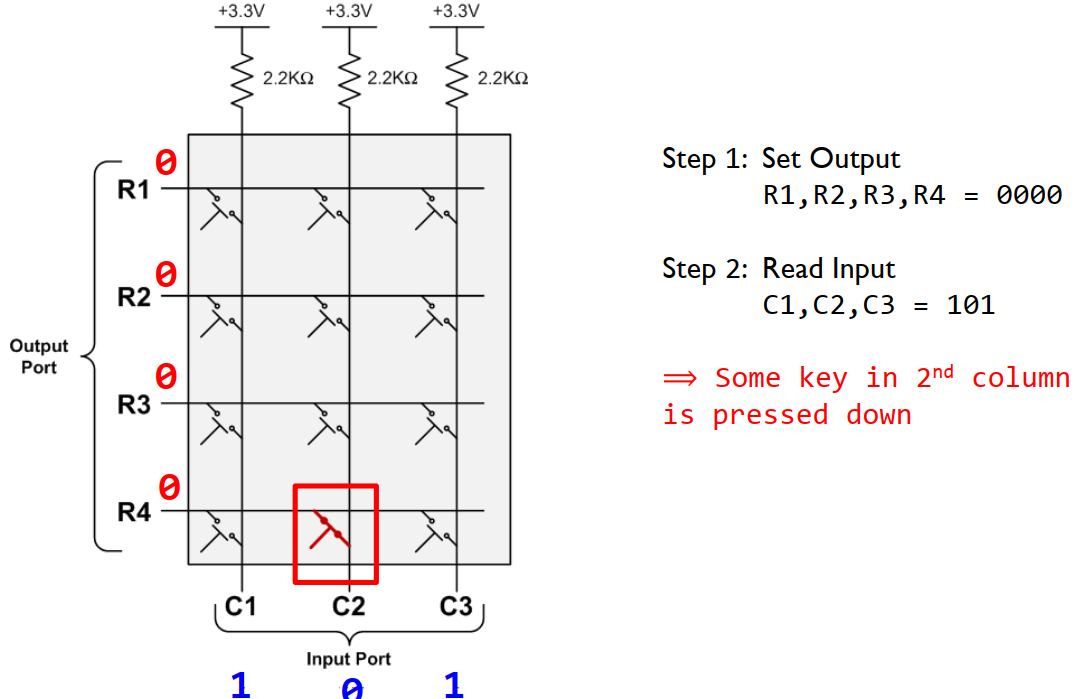 +3.3V +3.3V +3.3V
2.2KΩ 2.2KΩ 2.2KΩ
0
R1
0
R2
Output
Port
0
R3
0
R4
C1 C2 C3
Input Port
1 0 1
Step 1: Set Output
R1,R2,R3,R4 = 0000
Step 2: Read Input
C1,C2,C3 = 101
⟹ Some key in 2nd column
is pressed down